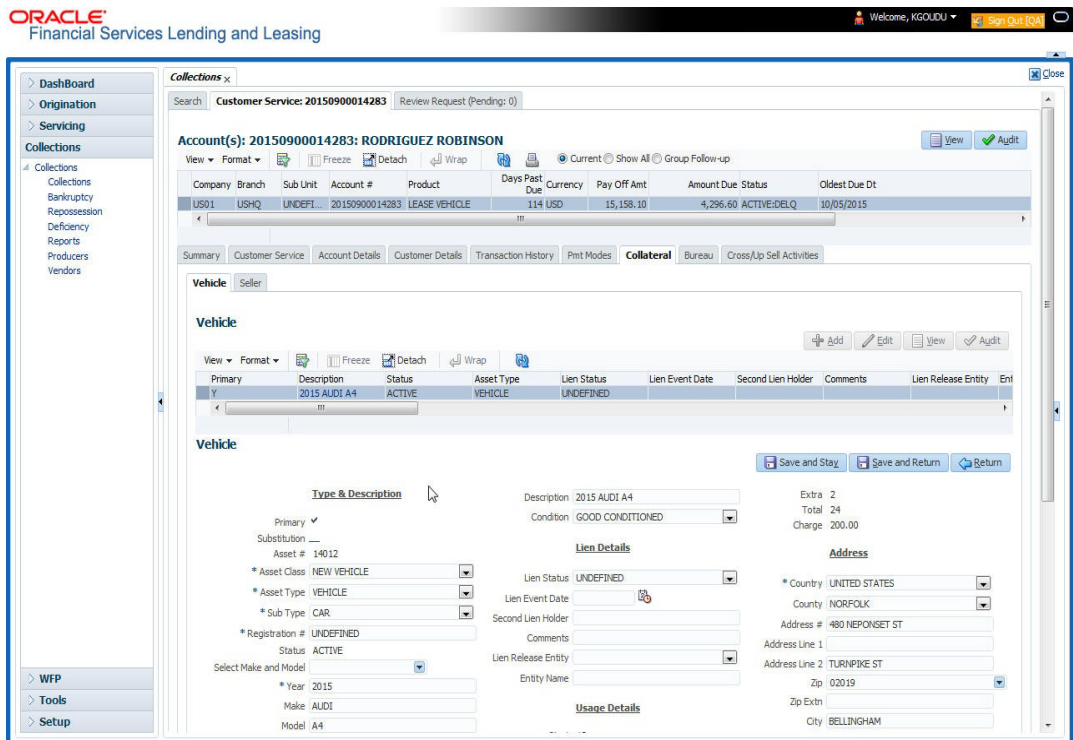 ORACLE®
Financial Services Lending and Leasing
Welcome, KGOUDU
Sign Out [QA]
Close
DashBoard
Origination
Servicing
Collections
Collections
Collections
Bankruptcy
Repossession
Defiency
Reports
Producers
Vendors
WFP
Tools
Setup
Collections x
Search Customer Service: 20150900014283 Review Request (Pending: 0)
Account(s): 20150900014283: RODRIGUEZ ROBINSON
View Audit
View Format Freeze Detach Wrap Current Show All Group Follow-up
Company Branch Sub Unit Account # Product Days Past Due Currency Pay Off Amt Amount Due Status Oldest Due Dt
US01 USHQ UNDEFI... 20150900014283 LEASE VEHICLE 114 USD 15,158.10 4,296.60 ACTIVE:DELQ 10/05/2015
Summary Customer Service Account Details Customer Details Transaction History Pmt Modes Collateral Bureau Cross/Up Sell Activities
Vehicle Seller
Vehicle
Add Edit View Audit
View Format Freeze Detach Wrap
Primary Description Status Asset Type Lien Status Lien Event Date Second Lien Holder Comments Lien Release Entity Ent
Y 2015 AUDI A4 ACTIVE VEHICLE UNDEFINED
Vehicle
Save and Stay Save and Return Return
Type & Description
Primary
Substitution
Asset # 14012
* Asset Class NEW VEHICLE
* Asset Type VEHICLE
* Sub Type CAR
* Registration # UNDEFINED
Status ACTIVE
Select Make and Model
* Year 2015
Make AUDI
Model A4
Description 2015 AUDI A4
Condition GOOD CONDITIONED
Lien Details
Lien Status UNDEFINED
Lien Event Date
Second Lien Holder
Comments
Lien Release Entity
Entity Name
Usage Details
Extra 2
Total 24
Charge 200.00
Address
* Country UNITED STATES
County NORFOLK
Address # 480 NEPONSET ST
Address Line 1
Address Line 2 TURNPIKE ST
Zip 02019
Zip Extn
City BELLINGHAM